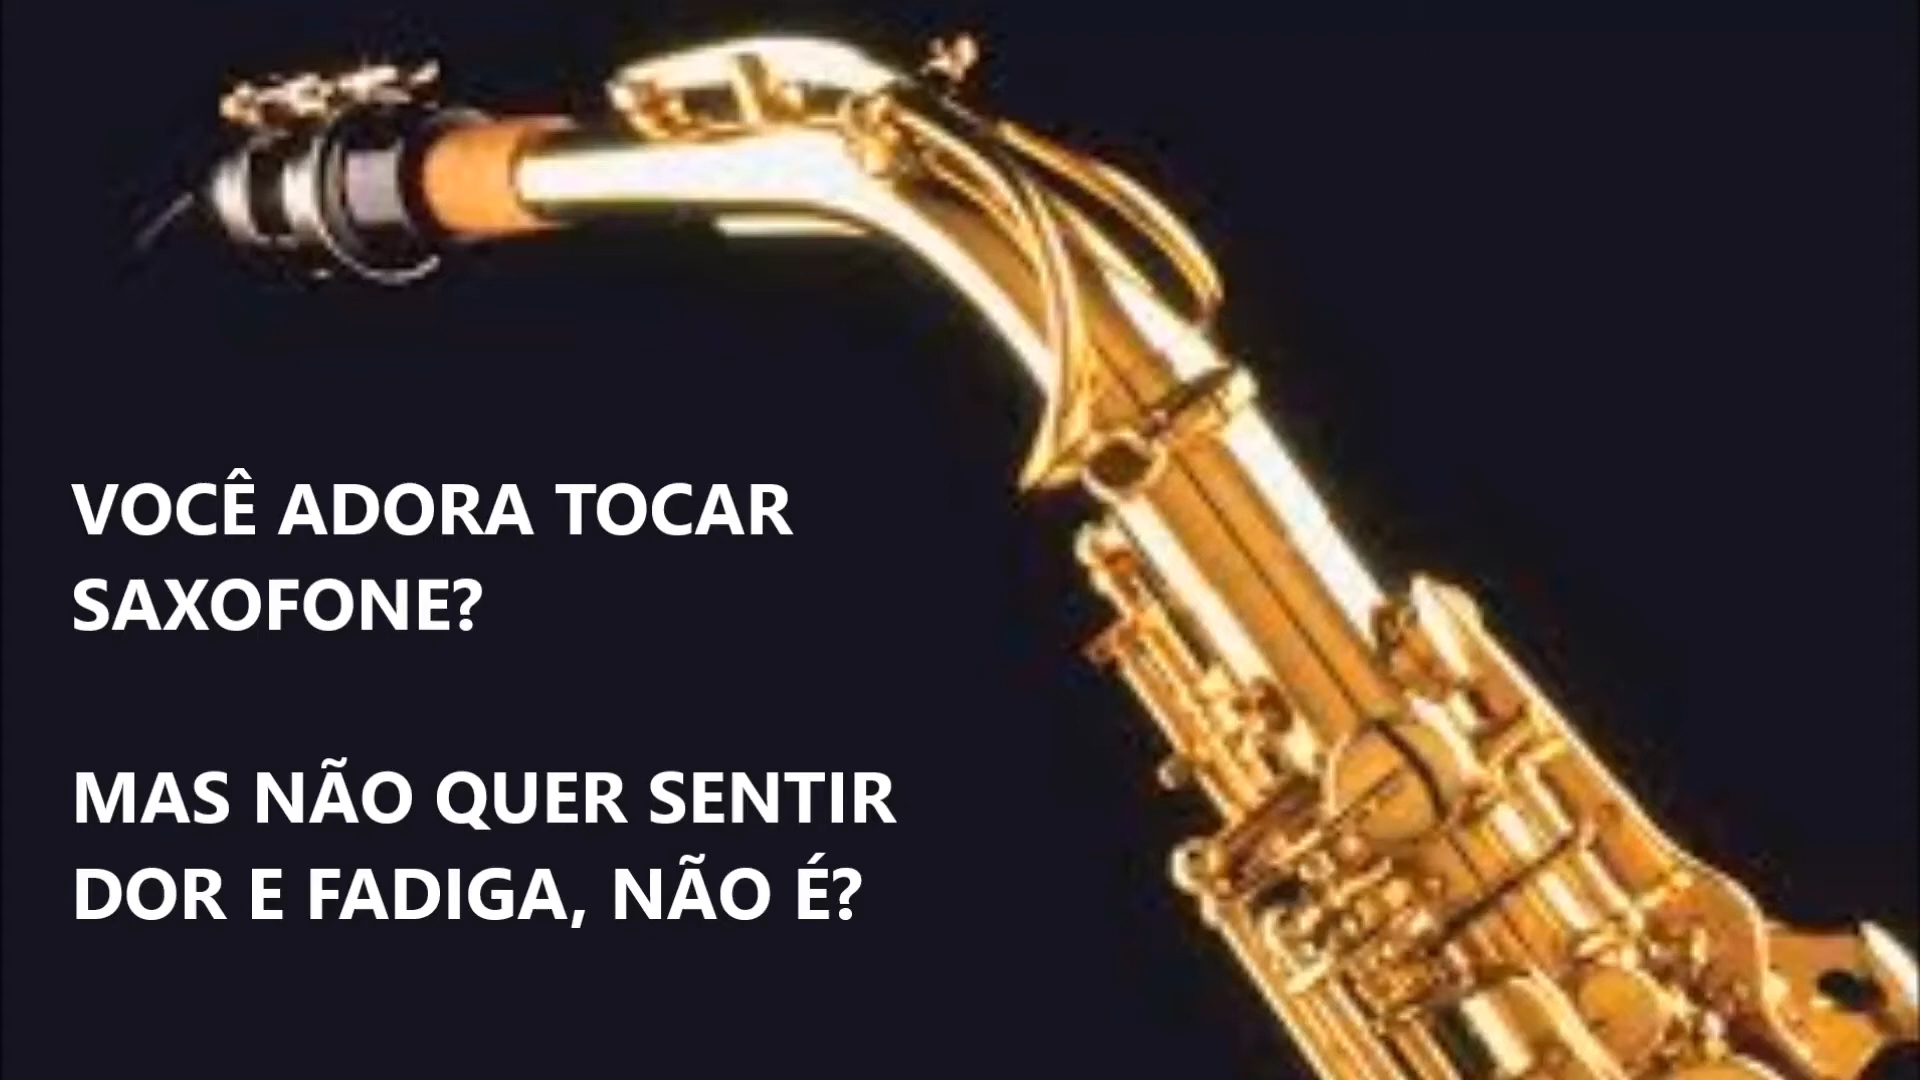 VOCÊ ADORA TOCAR
SAXOFONE?
MAS NÃO QUER SENTIR
DOR E FADIGA, NÃO É?